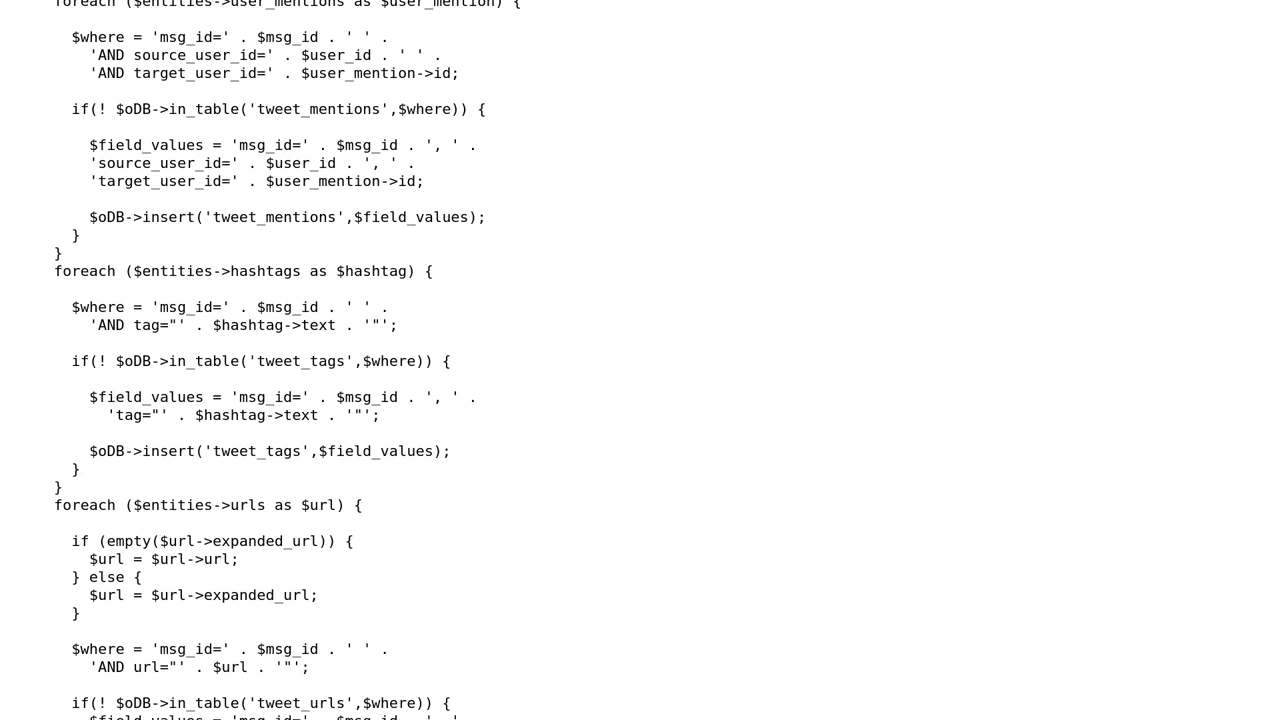 foreach ($entities->user_mentions as $user_mention) {
$where = 'msg_id=' . $msg_id . ' ' .
'AND source_user_id=' . $user_id . ' ' .
'AND target_user_id=' . $user_mention->id;
if(! $oDB->in_table('tweet_mentions',$where)) {
$field_values = 'msg_id=' . $msg_id . ', ' .
'source_user_id=' . $user_id . ', ' .
'target_user_id=' . $user_mention->id;
$oDB->insert('tweet_mentions',$field_values);
}
}
foreach ($entities->hashtags as $hashtag) {
$where = 'msg_id=' . $msg_id . ' ' .
'AND tag="' . $hashtag->text . '"';
if(! $oDB->in_table('tweet_tags',$where)) {
$field_values = 'msg_id=' . $msg_id . ', ' .
'tag="' . $hashtag->text . '"';
$oDB->insert('tweet_tags',$field_values);
}
}
foreach ($entities->urls as $url) {
if (empty($url->expanded_url)) {
$url = $url->url;
} else {
$url = $url->expanded_url;
}
$where = 'msg_id=' . $msg_id . ' ' .
'AND url="' . $url . '"';
if(! $oDB->in_table('tweet_urls',$where)) {
$field_values = 'msg_id=' . $msg_id . ', '